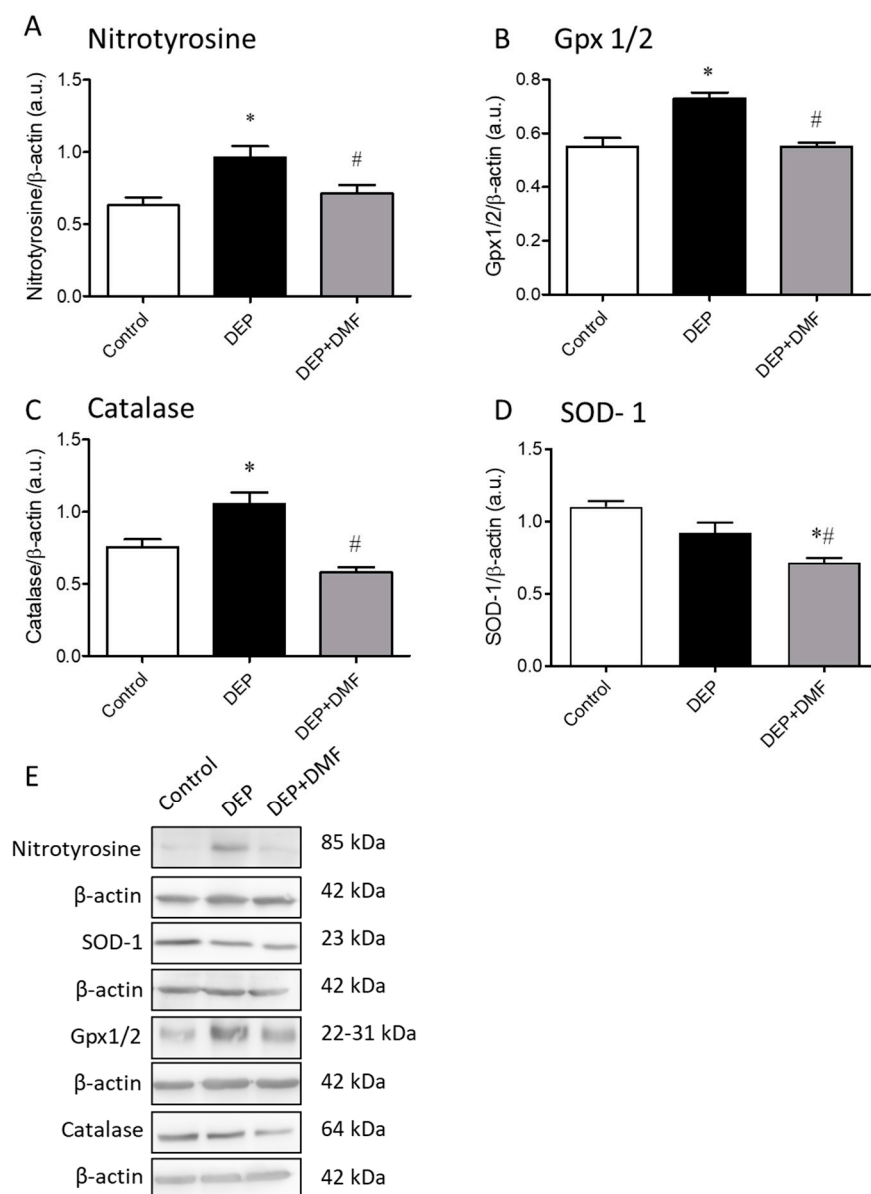 A Nitrotyrosine
Nitrotyrosine/β-actin (a.u.)
1.5
1.0
0.5
0.0
*
#
Control
DEP
DEP+DMF
B Gpx 1/2
Gpx1/2/β-actin (a.u.)
0.8
0.6
0.4
0.2
0.0
*
#
Control
DEP
DEP+DMF
C Catalase
Catalase/β-actin (a.u.)
1.5
1.0
0.5
0.0
*
#
Control
DEP
DEP+DMF
D SOD- 1
SOD-1/β-actin (a.u.)
1.5
1.0
0.5
0.0
*#
Control
DEP
DEP+DMF
E
Control DEP DEP+DMF
Nitrotyrosine 85 kDa
β-actin 42 kDa
SOD-1 23 kDa
β-actin 42 kDa
Gpx1/2 22-31 kDa
β-actin 42 kDa
Catalase 64 kDa
β-actin 42 kDa